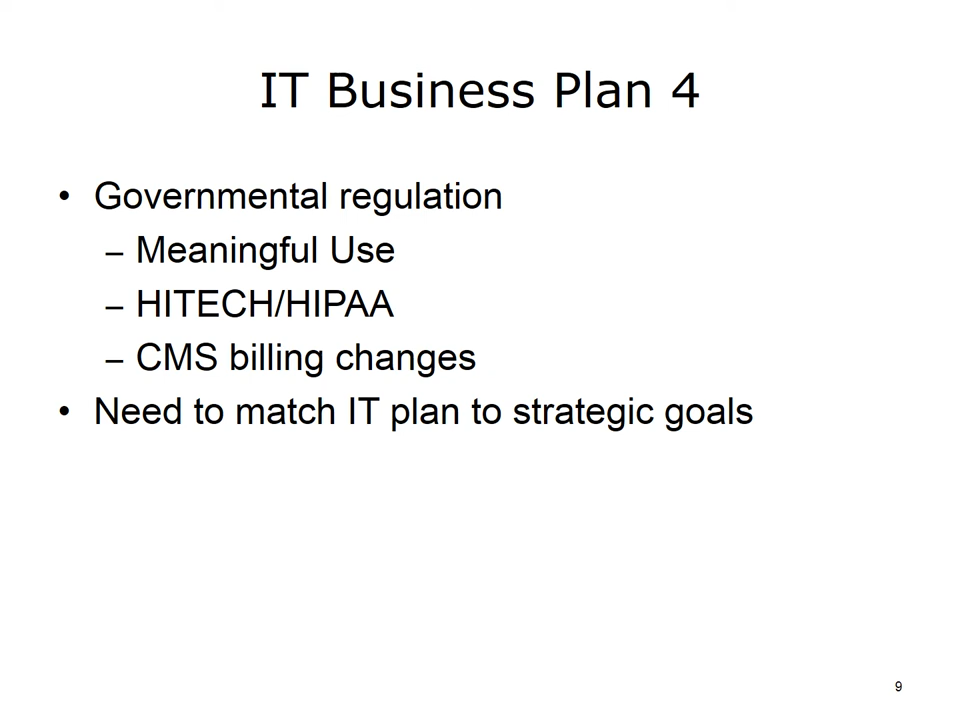 IT Business Plan 4
• Governmental regulation
– Meaningful Use
– HITECH/HIPAA
– CMS billing changes
• Need to match IT plan to strategic goals
9